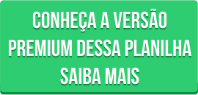 CONHEÇA A VERSÃO
PREMIUM DESSA PLANILHA
SAIBA MAIS